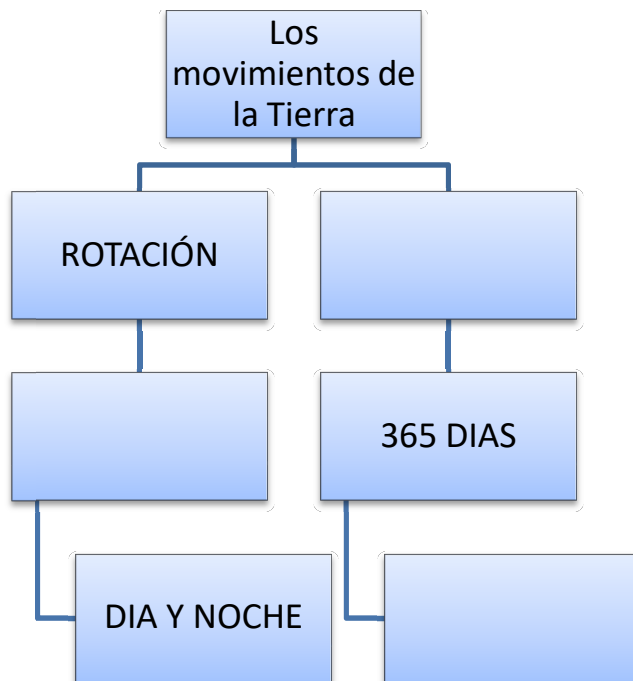 Los
movimientos de
la Tierra
ROTACIÓN
365 DIAS
DIA Y NOCHE